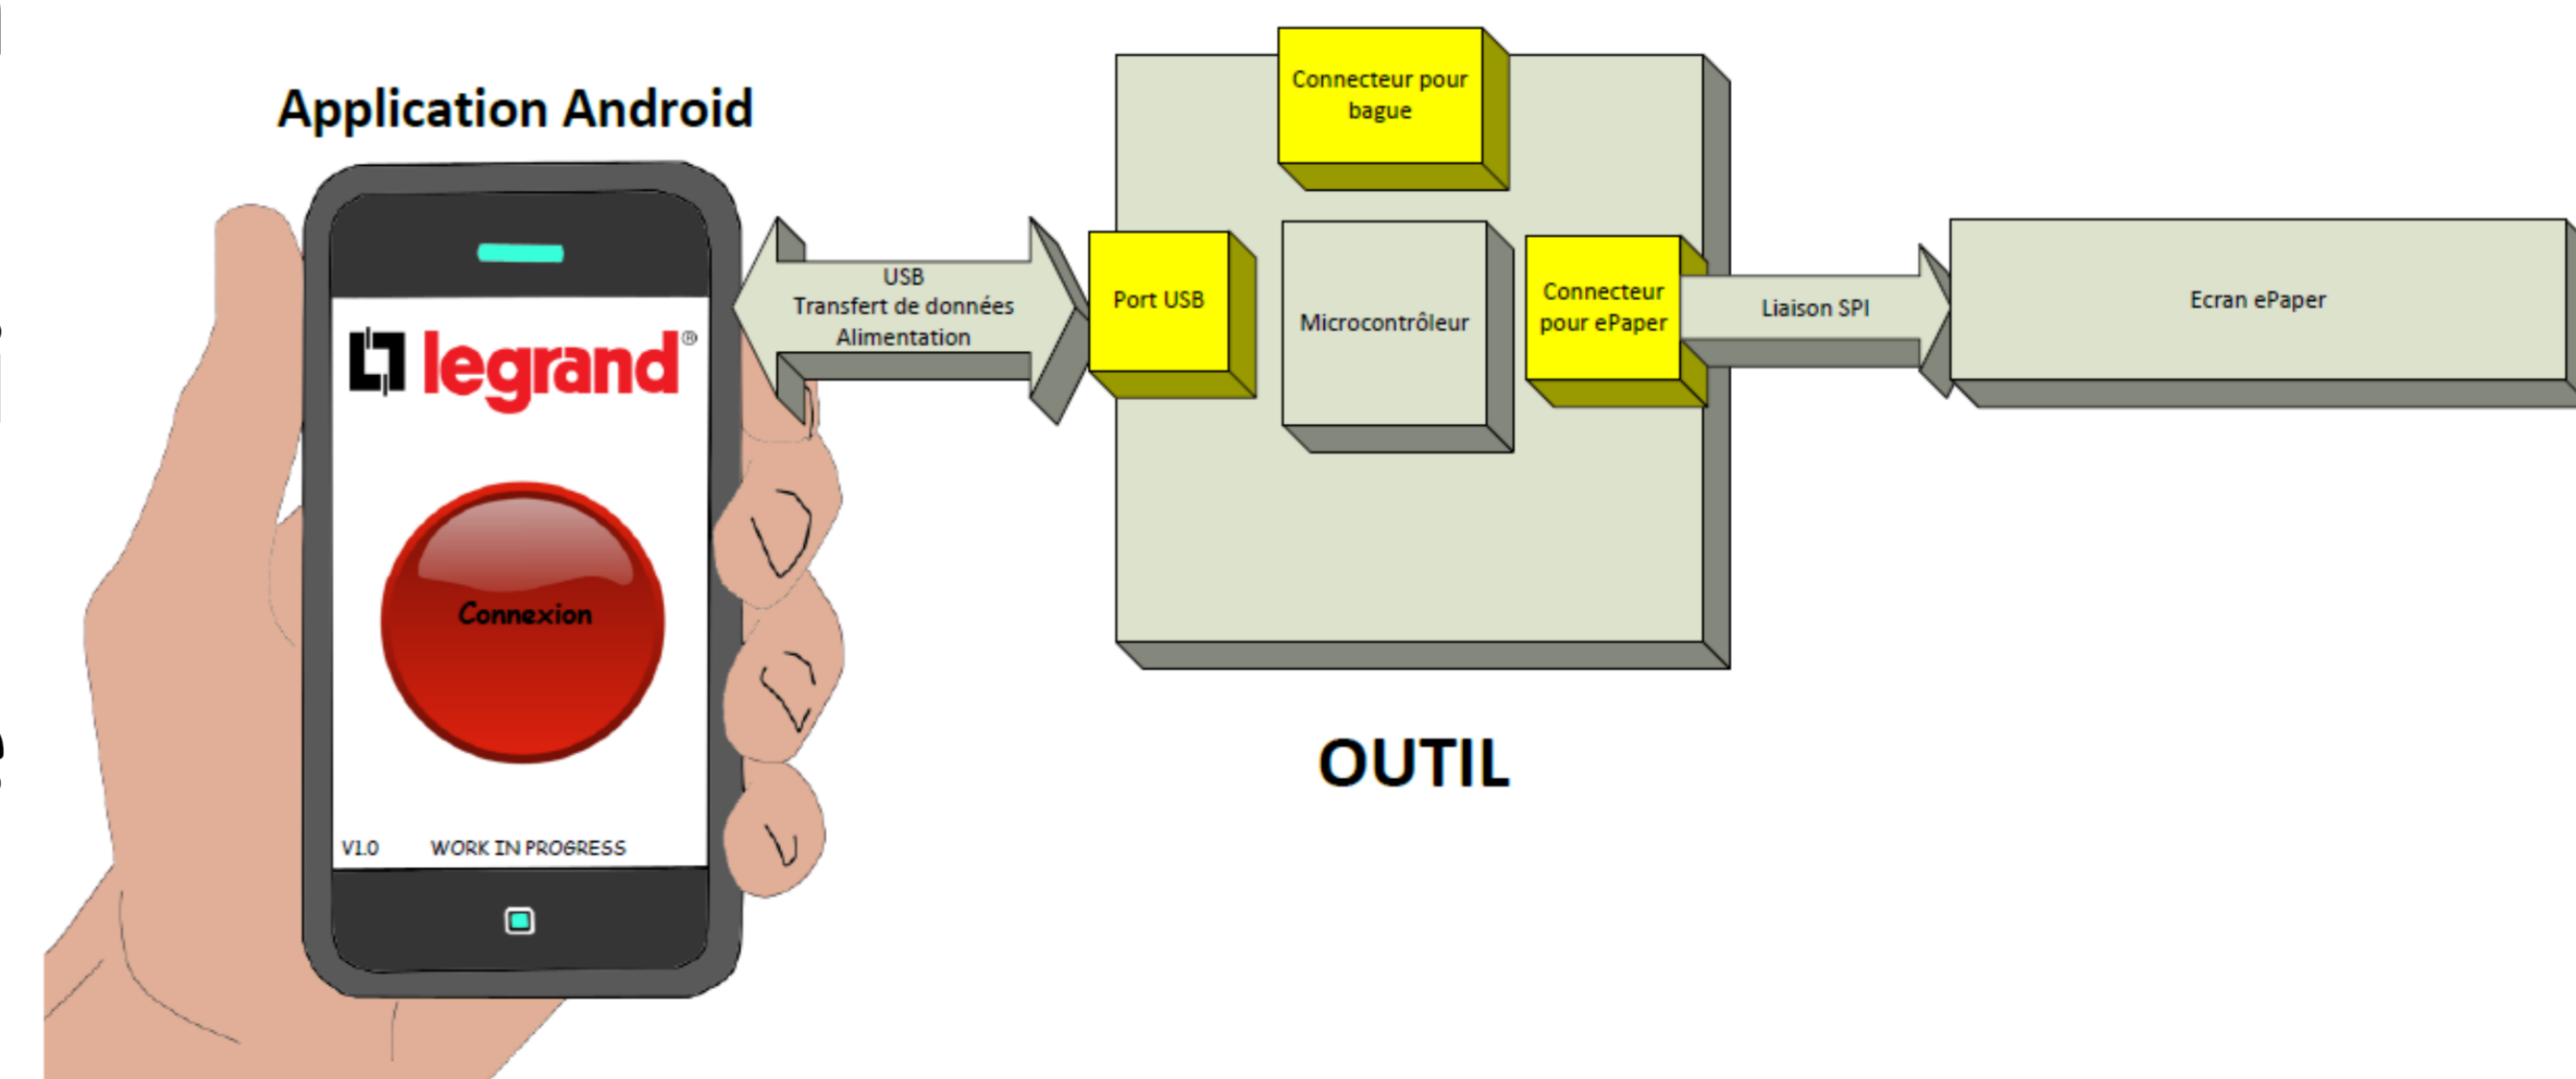 Application Android
legrand®
Connexion
V1.0 WORK IN PROGRESS
USB
Transfert de données
Alimentation
Port USB
Connecteur pour
bague
Microcontrôleur
Connecteur
pour ePaper
Liaison SPI
Ecran ePaper
OUTIL